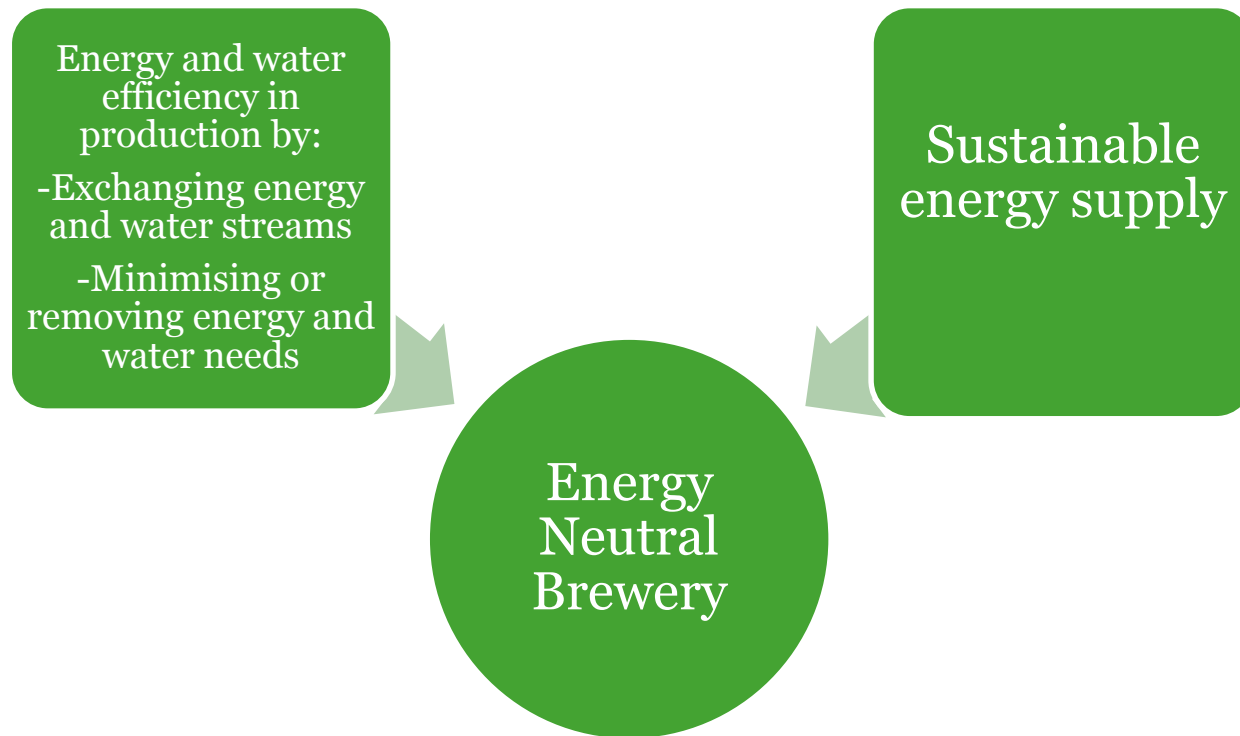 Energy and water
efficiency in
production by:
-Exchanging energy
and water streams
-Minimising or
removing energy and
water needs
Sustainable
energy supply
Energy
Neutral
Brewery